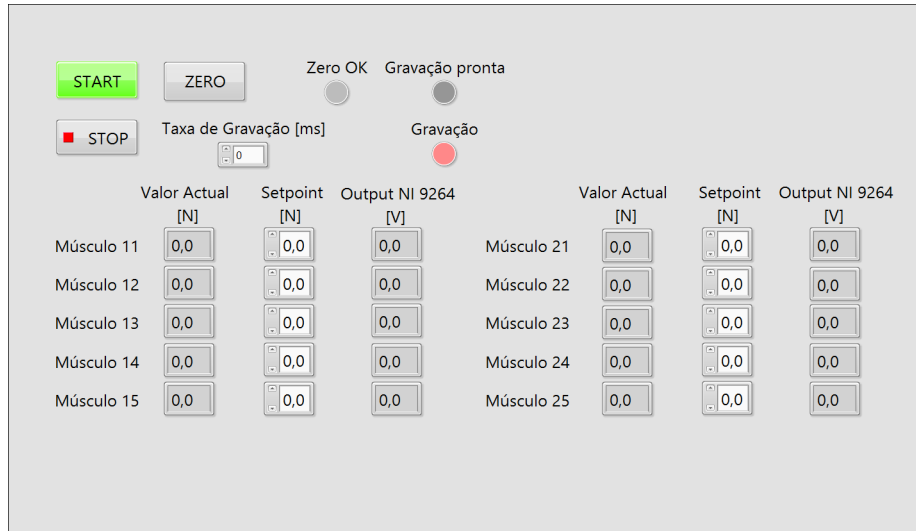 START ZERO Zero OK Gravação pronta
STOP Taxa de Gravação [ms] Gravação
0
Valor Actual Setpoint Output NI 9264 Valor Actual Setpoint Output NI 9264
[N] [N] [V] [N] [N] [V]
Músculo 11 0,0 0,0 0,0 Músculo 21 0,0 0,0 0,0
Músculo 12 0,0 0,0 0,0 Músculo 22 0,0 0,0 0,0
Músculo 13 0,0 0,0 0,0 Músculo 23 0,0 0,0 0,0
Músculo 14 0,0 0,0 0,0 Músculo 24 0,0 0,0 0,0
Músculo 15 0,0 0,0 0,0 Músculo 25 0,0 0,0 0,0